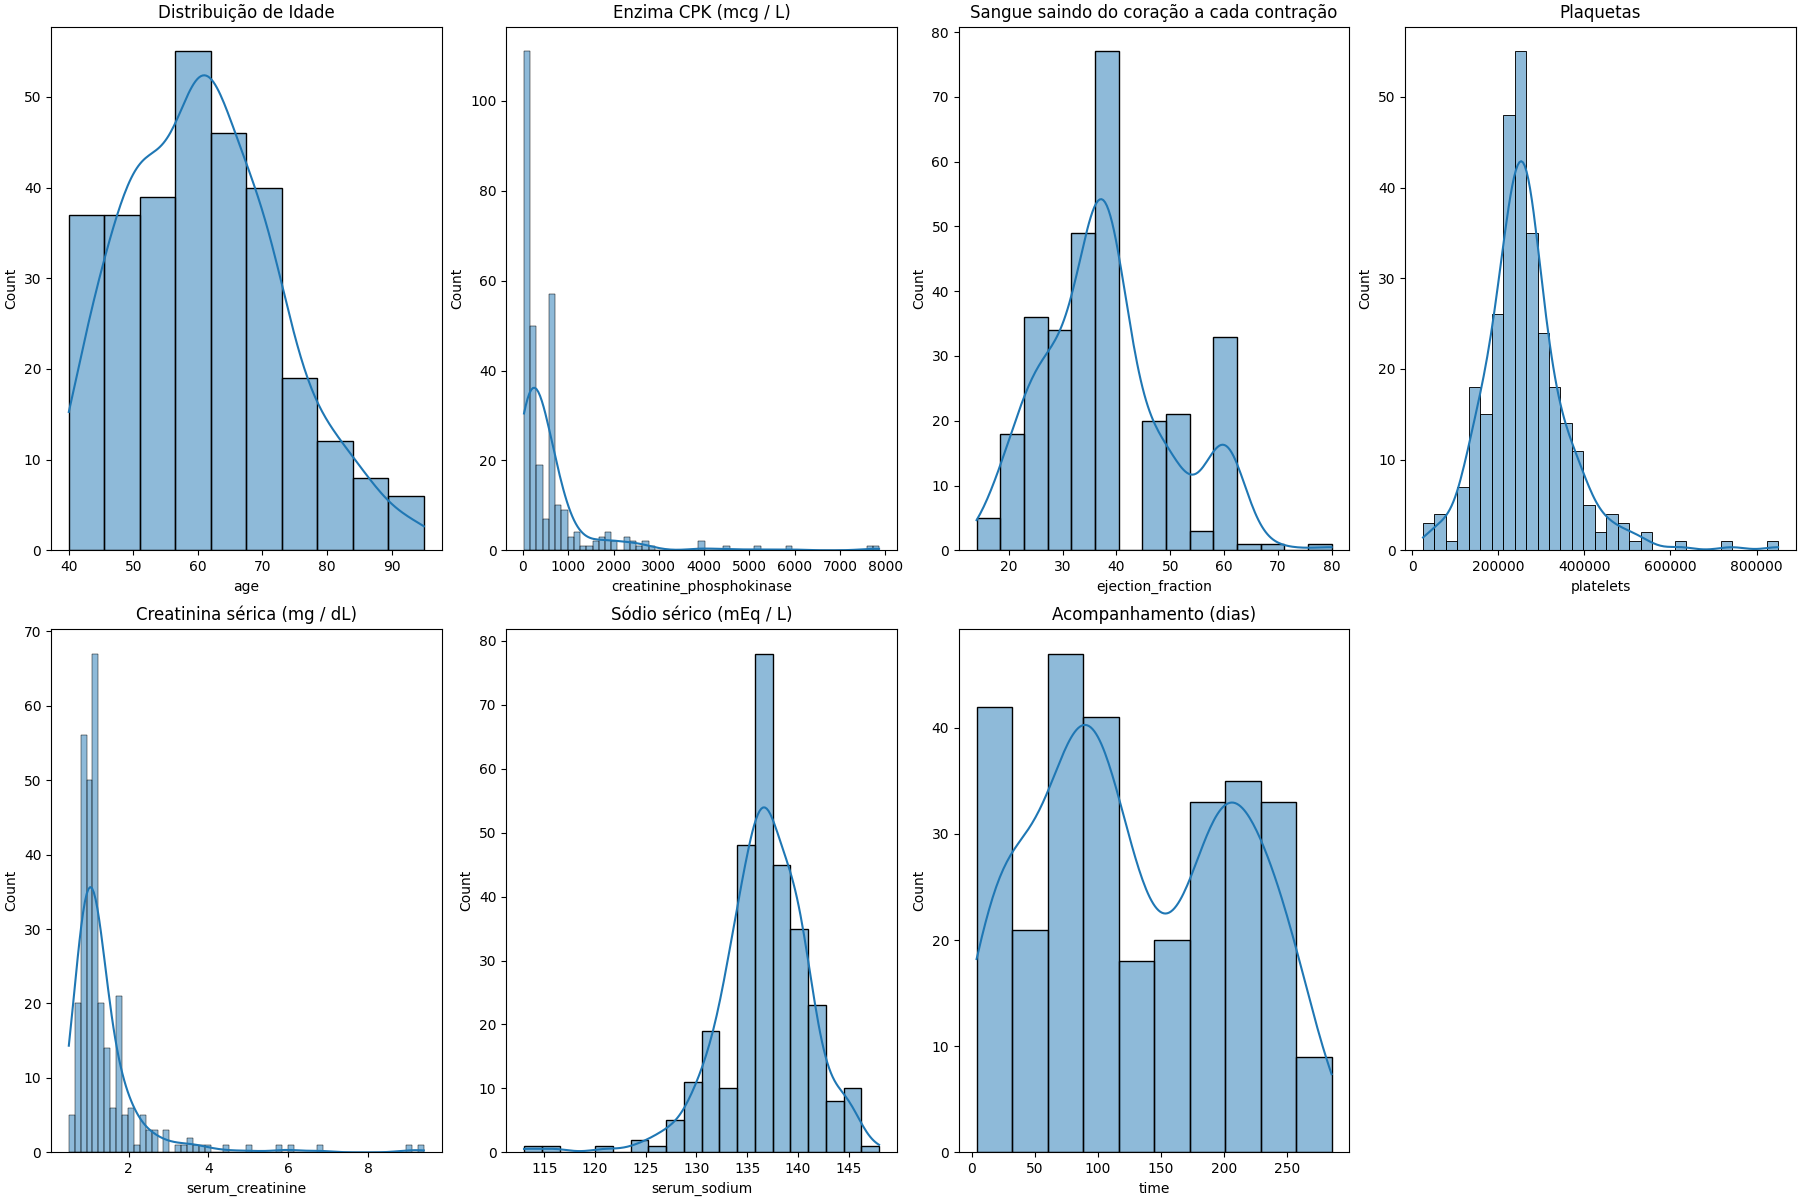 Distribuição de Idade
Count
50
40
30
20
10
0
40 50 60 70 80 90
age
Enzima CPK (mcg / L)
Count
100
80
60
40
20
0
0 1000 2000 3000 4000 5000 6000 7000 8000
creatinine_phosphokinase
Sangue saindo do coração a cada contração
Count
80
70
60
50
40
30
20
10
0
20 30 40 50 60 70 80
ejection_fraction
Plaquetas
Count
50
40
30
20
10
0
0 200000 400000 600000 800000
platelets
Creatinina sérica (mg / dL)
Count
70
60
50
40
30
20
10
0
2 4 6 8
serum_creatinine
Sódio sérico (mEq / L)
Count
80
70
60
50
40
30
20
10
0
115 120 125 130 135 140 145
serum_sodium
Acompanhamento (dias)
Count
40
30
20
10
0
0 50 100 150 200 250
time